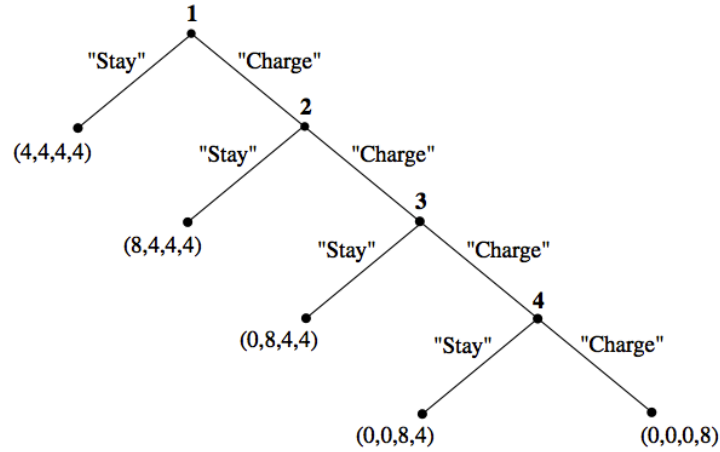 1
"Stay" "Charge"
2
(4,4,4,4) "Stay" "Charge"
3
(8,4,4,4) "Stay" "Charge"
4
(0,8,4,4) "Stay" "Charge"
(0,0,8,4) (0,0,0,8)